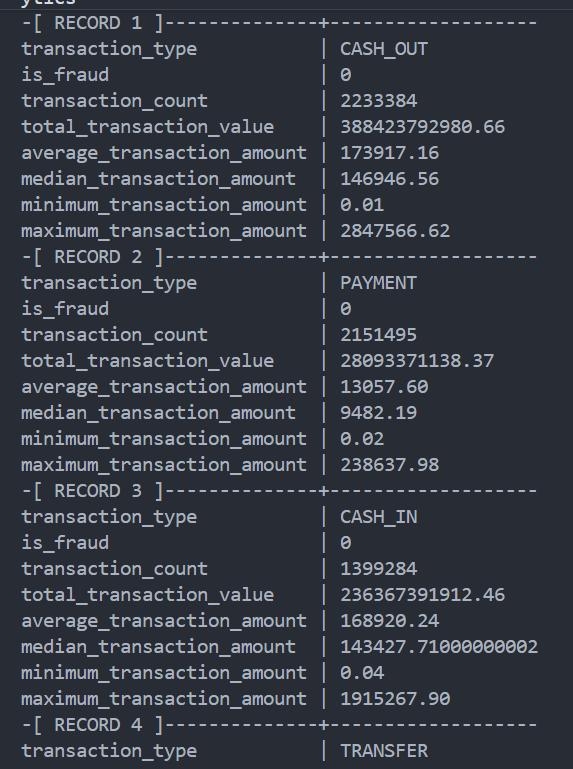 ytics
-[ RECORD 1 ]--------------+-------------------
transaction_type           | CASH_OUT
is_fraud                   | 0
transaction_count          | 2233384
total_transaction_value    | 388423792980.66
average_transaction_amount | 173917.16
median_transaction_amount  | 146946.56
minimum_transaction_amount | 0.01
maximum_transaction_amount | 2847566.62
-[ RECORD 2 ]--------------+-------------------
transaction_type           | PAYMENT
is_fraud                   | 0
transaction_count          | 2151495
total_transaction_value    | 28093371138.37
average_transaction_amount | 13057.60
median_transaction_amount  | 9482.19
minimum_transaction_amount | 0.02
maximum_transaction_amount | 238637.98
-[ RECORD 3 ]--------------+-------------------
transaction_type           | CASH_IN
is_fraud                   | 0
transaction_count          | 1399284
total_transaction_value    | 236367391912.46
average_transaction_amount | 168920.24
median_transaction_amount  | 143427.71000000002
minimum_transaction_amount | 0.04
maximum_transaction_amount | 1915267.90
-[ RECORD 4 ]--------------+-------------------
transaction_type           | TRANSFER